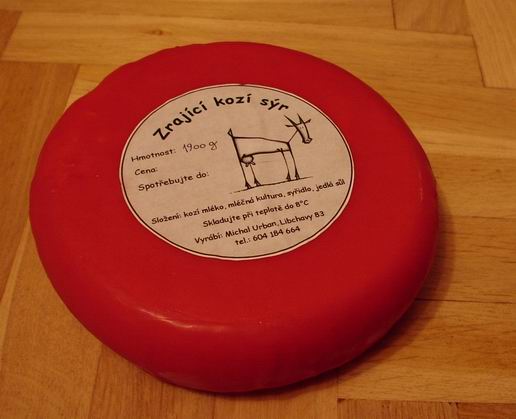 Zrající kozí sýr
Hmotnost: 1900 g
Cena:
Spotřebujte do:
Složení: kozí mléko, mléčná kultura, syřidlo, jedlá sůl
Skladujte při teplotě do 8°C
Vyrábí: Michal Urban, Libchavy 83
tel.: 604 184 664